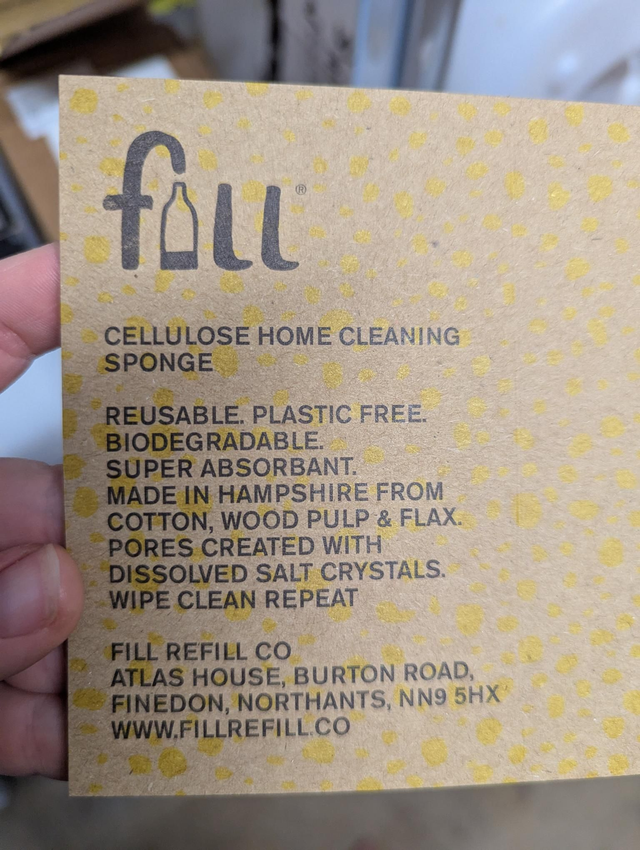 fill®
CELLULOSE HOME CLEANING
SPONGE
REUSABLE. PLASTIC FREE.
BIODEGRADABLE.
SUPER ABSORBANT.
MADE IN HAMPSHIRE FROM
COTTON, WOOD PULP & FLAX.
PORES CREATED WITH
DISSOLVED SALT CRYSTALS.
WIPE CLEAN REPEAT
FILL REFILL CO
ATLAS HOUSE, BURTON ROAD,
FINEDON, NORTHANTS, NN9 5HX
WWW.FILLREFILL.CO